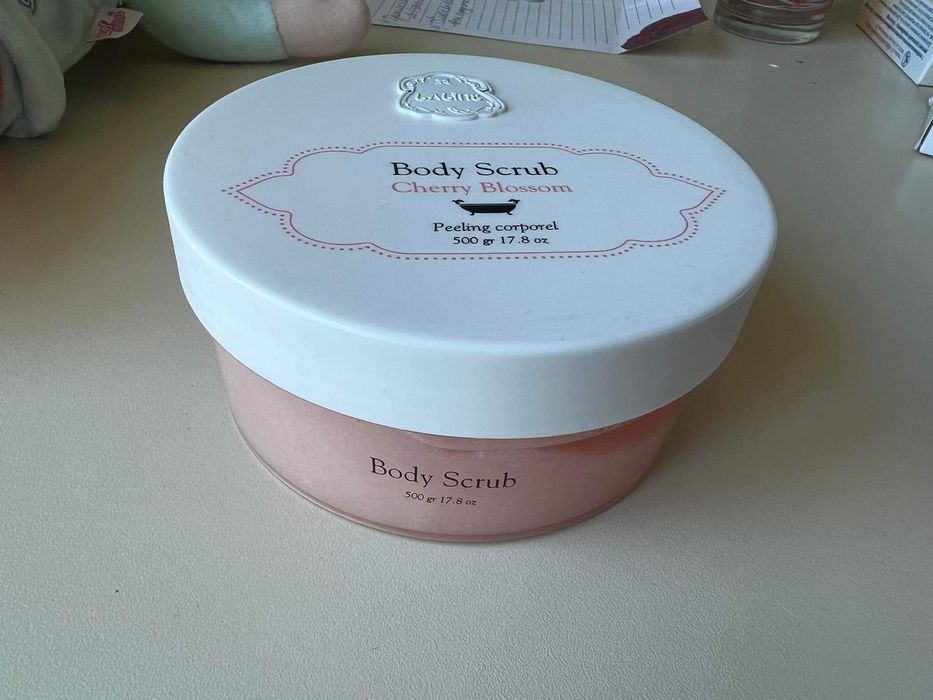 Body Scrub
Cherry Blossom
Peeling corporel
500 gr 17.8 oz
Body Scrub
500 gr 17.8 oz